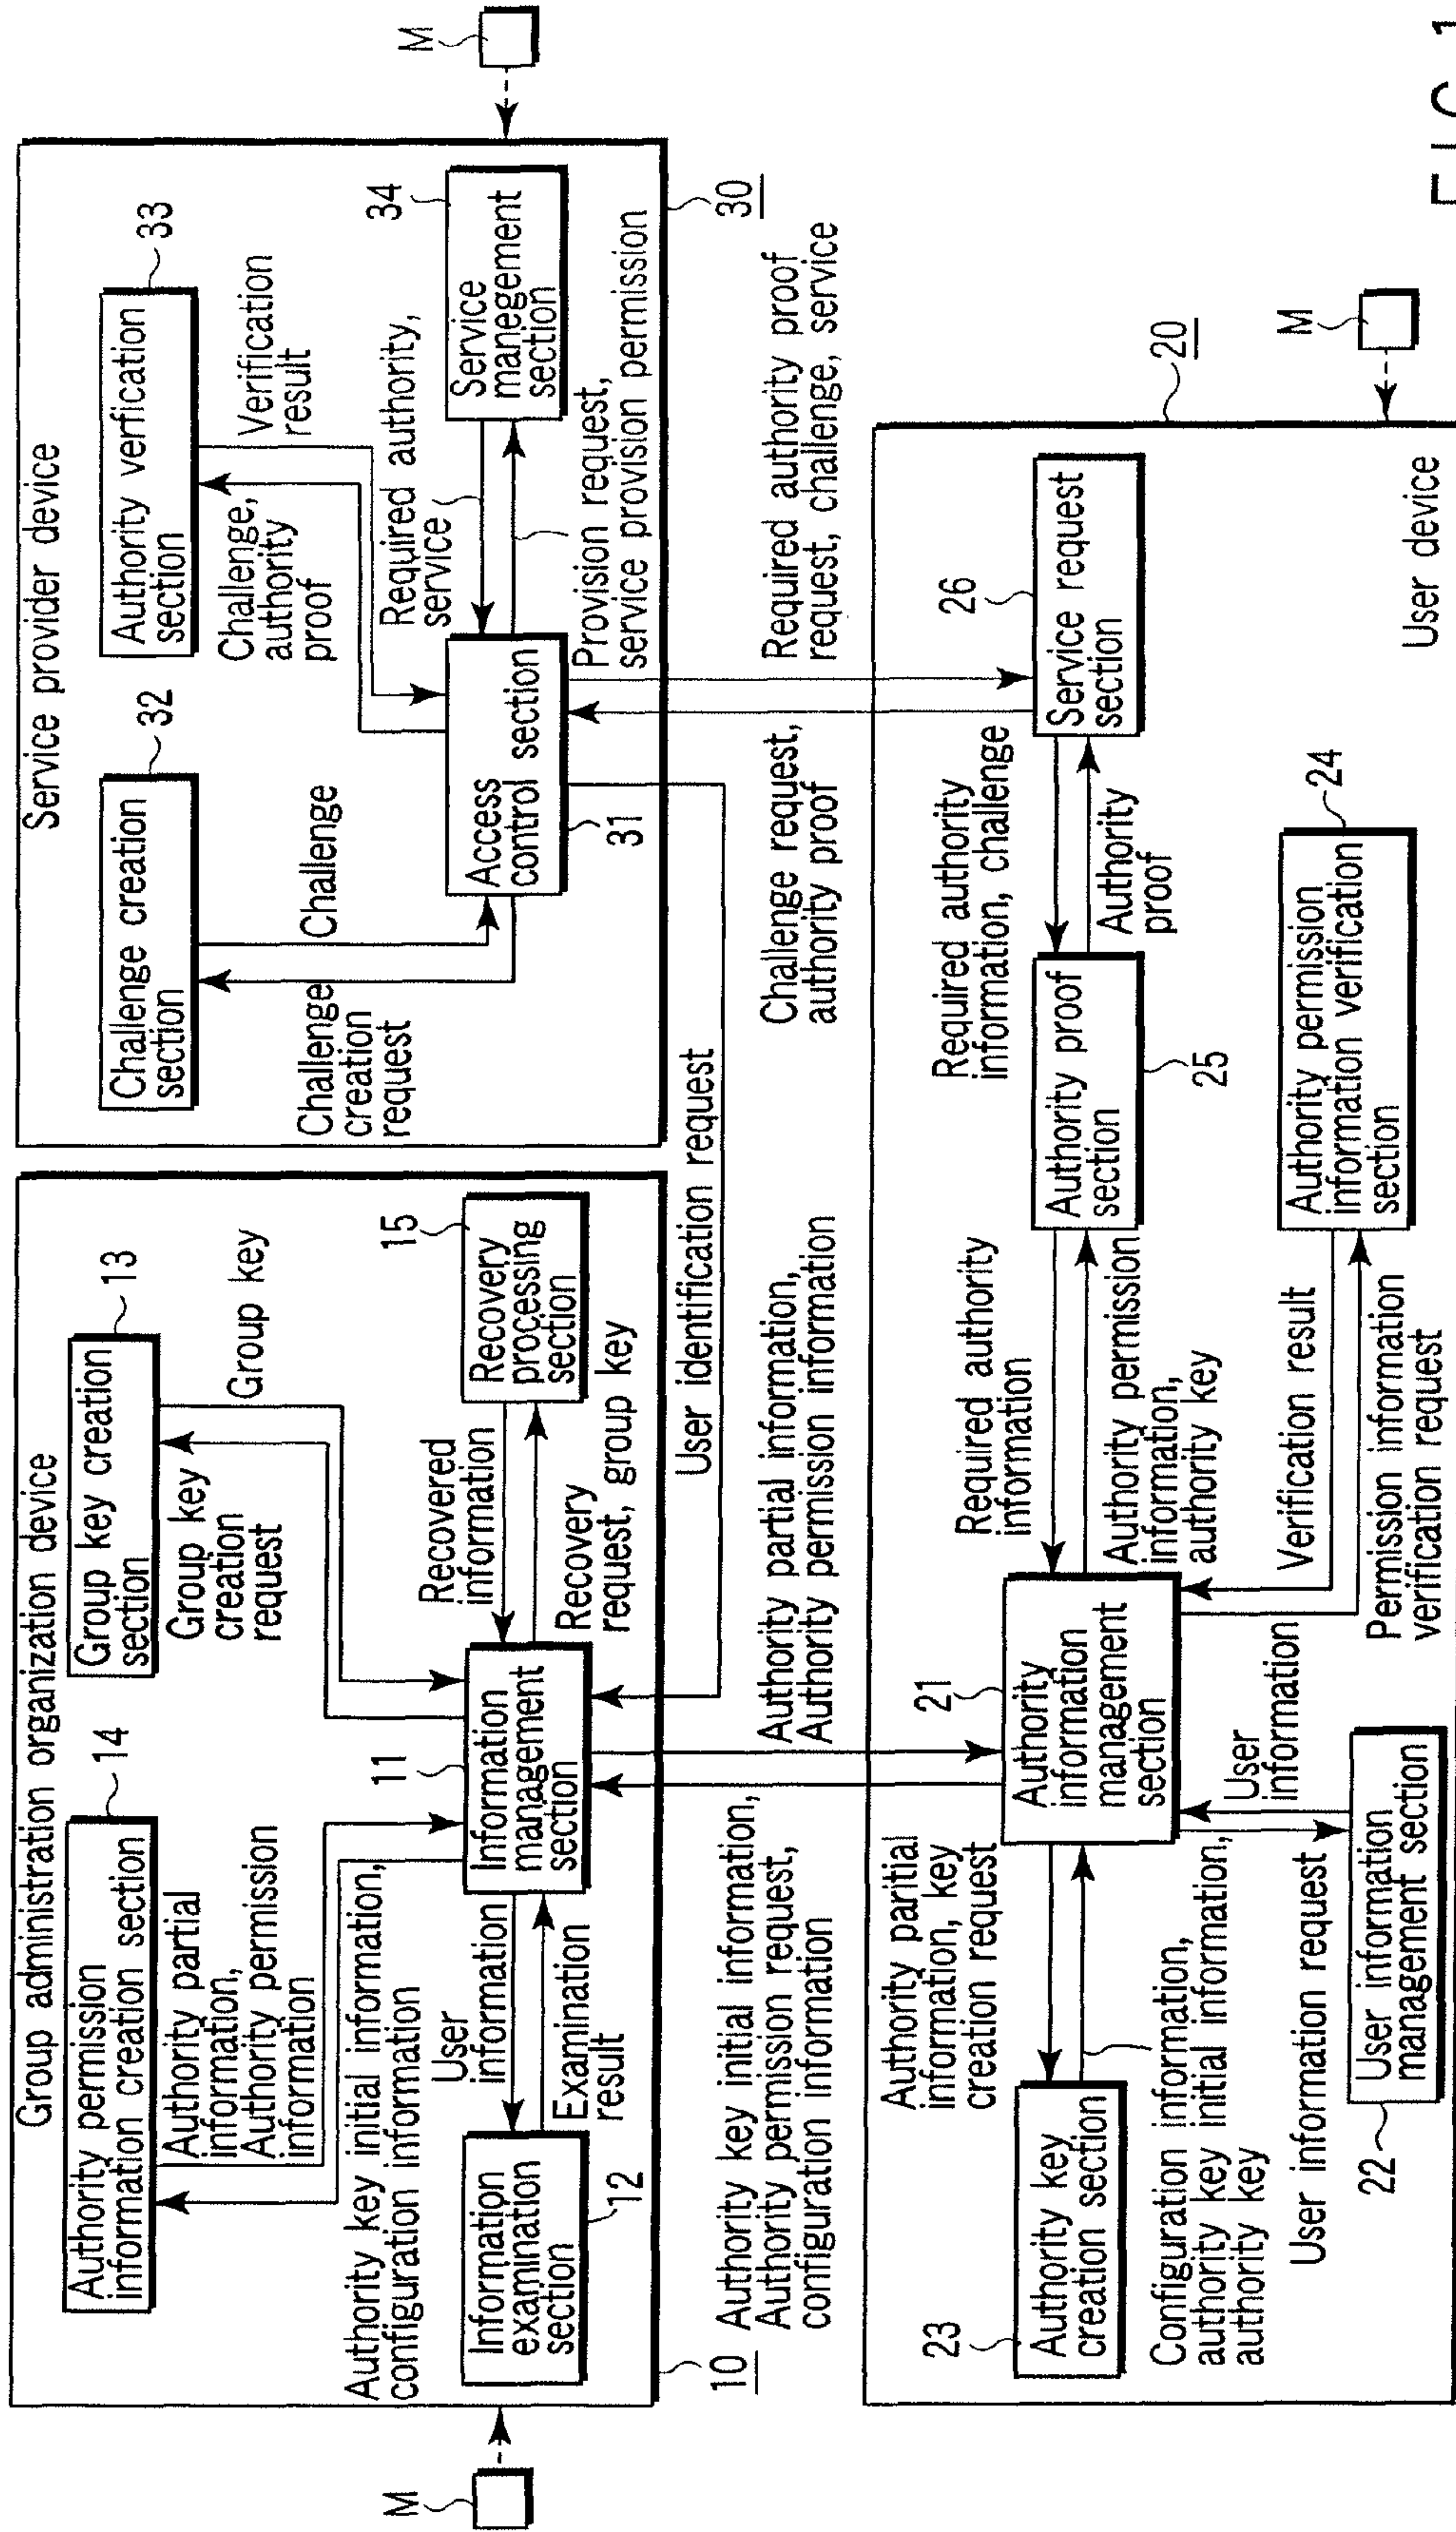 Group administration organization device
Authority permission
information creation section
14
Group key creation
section
13
Authority partial
information,
Authority permission
information
Group key
creation
request
Group key
Authority key initial information,
configuration information
User
information
Examination
result
Information
examination
section
12
11
Information
management
section
Recovered
information
Recovery
request, group key
15
Recovery
processing
section
M
10
Service provider device
Challenge creation
section
32
Authority verfication
section
33
Challenge
creation
request
Challenge
Challenge,
authority
proof
Verification
result
Required authority,
service
Access
control section
31
34
Service
manegement
section
Provision request,
service provision permission
30
M
User identification request
Authority key initial information,
Authority permission request,
configuration information
Authority partial information,
Authority permission information
Challenge request,
authority proof
Required authority proof
request, challenge, service
20
23
Authority key
creation section
Authority paritial
information, key
creation request
Configuration information,
authority key initial information,
authority key
21
Authority
information
management
section
User information request
User
information
22
User information
management section
Required authority
information
Authority permission
information,
authority key
Authority proof
section
25
Required authority
information, challenge
Authority
proof
26
Service request
section
Verification result
Permission information
verification request
Authority permission
information verification
section
24
User device
M
FIG. 1